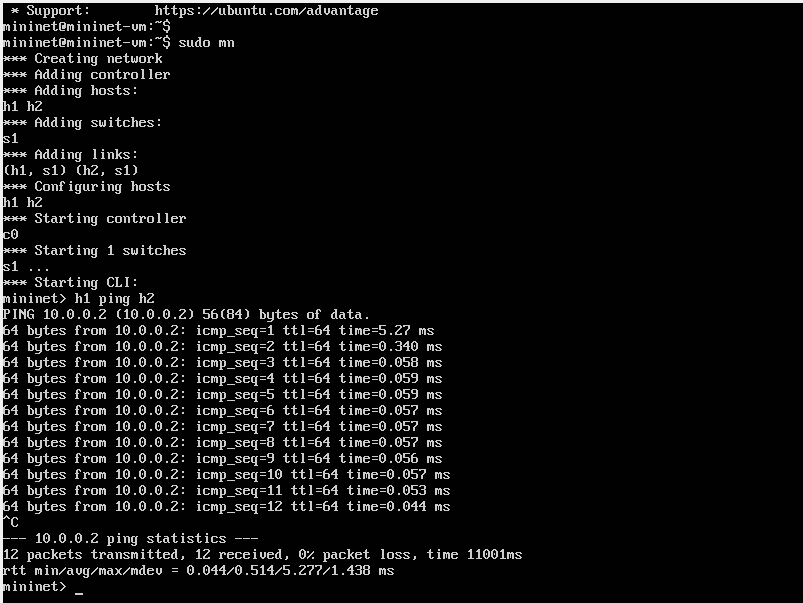 * Support:        https://ubuntu.com/advantage
mininet@mininet-vm:~$
mininet@mininet-vm:~$ sudo mn
*** Creating network
*** Adding controller
*** Adding hosts:
h1 h2
*** Adding switches:
s1
*** Adding links:
(h1, s1) (h2, s1)
*** Configuring hosts
h1 h2
*** Starting controller
c0
*** Starting 1 switches
s1 ...
*** Starting CLI:
mininet> h1 ping h2
PING 10.0.0.2 (10.0.0.2) 56(84) bytes of data.
64 bytes from 10.0.0.2: icmp_seq=1 ttl=64 time=5.27 ms
64 bytes from 10.0.0.2: icmp_seq=2 ttl=64 time=0.340 ms
64 bytes from 10.0.0.2: icmp_seq=3 ttl=64 time=0.058 ms
64 bytes from 10.0.0.2: icmp_seq=4 ttl=64 time=0.059 ms
64 bytes from 10.0.0.2: icmp_seq=5 ttl=64 time=0.059 ms
64 bytes from 10.0.0.2: icmp_seq=6 ttl=64 time=0.057 ms
64 bytes from 10.0.0.2: icmp_seq=7 ttl=64 time=0.057 ms
64 bytes from 10.0.0.2: icmp_seq=8 ttl=64 time=0.057 ms
64 bytes from 10.0.0.2: icmp_seq=9 ttl=64 time=0.056 ms
64 bytes from 10.0.0.2: icmp_seq=10 ttl=64 time=0.057 ms
64 bytes from 10.0.0.2: icmp_seq=11 ttl=64 time=0.053 ms
64 bytes from 10.0.0.2: icmp_seq=12 ttl=64 time=0.044 ms
^C
--- 10.0.0.2 ping statistics ---
12 packets transmitted, 12 received, 0% packet loss, time 11001ms
rtt min/avg/max/mdev = 0.044/0.514/5.277/1.438 ms
mininet> _